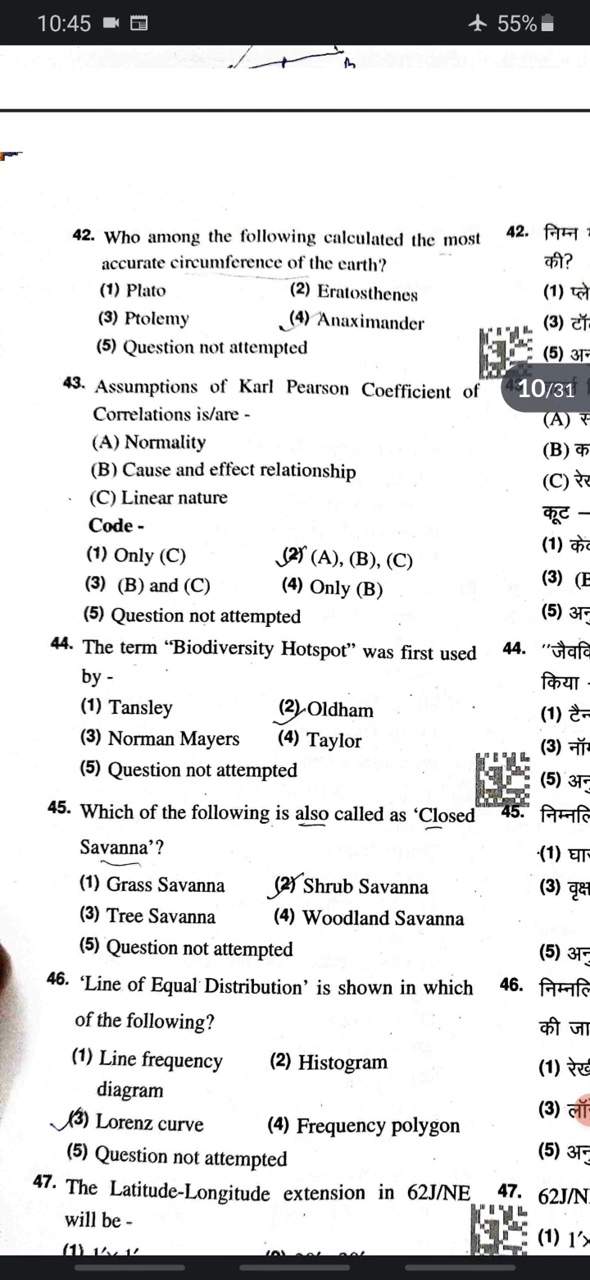 10:45
55%
42. Who among the following calculated the most
accurate circumference of the earth?
(1) Plato (2) Eratosthenes
(3) Ptolemy (4) Anaximander
(5) Question not attempted
43. Assumptions of Karl Pearson Coefficient of
Correlations is/are -
(A) Normality
(B) Cause and effect relationship
(C) Linear nature
Code -
(1) Only (C) (2) (A), (B), (C)
(3) (B) and (C) (4) Only (B)
(5) Question not attempted
44. The term “Biodiversity Hotspot” was first used
by -
(1) Tansley (2) Oldham
(3) Norman Mayers (4) Taylor
(5) Question not attempted
45. Which of the following is also called as ‘Closed
Savanna’?
(1) Grass Savanna (2) Shrub Savanna
(3) Tree Savanna (4) Woodland Savanna
(5) Question not attempted
46. ‘Line of Equal Distribution’ is shown in which
of the following?
(1) Line frequency (2) Histogram
diagram
(3) Lorenz curve (4) Frequency polygon
(5) Question not attempted
47. The Latitude-Longitude extension in 62J/NE
will be -
42. निम्न
की?
(1)
(3)
(5)
10/31
(A)
(B)
(C)
कूट –
(1)
(3)
(5)
44.
किया
(1)
(3)
(5)
45.
(1)
(3)
(5)
46.
की
(1)
(3)
(5)
47. 62J/N
(1)